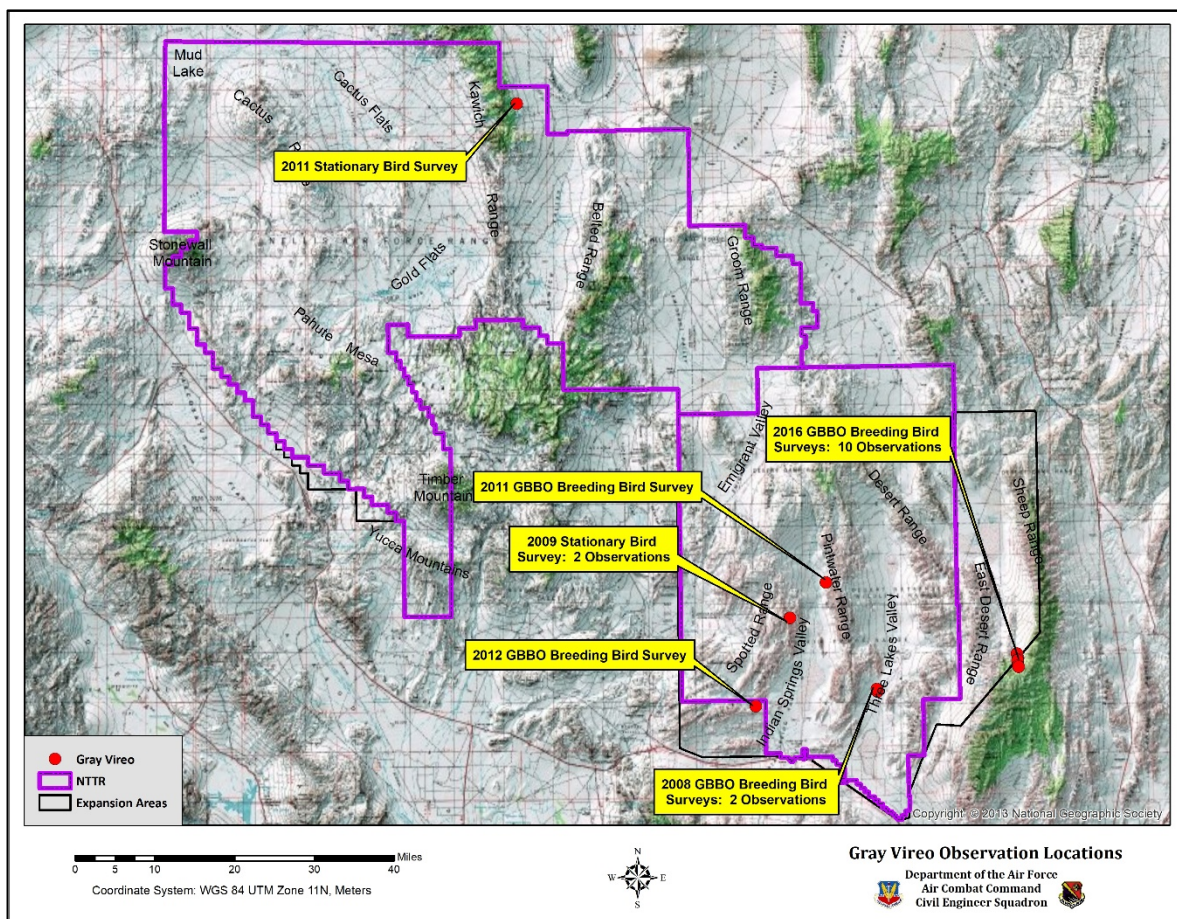 Mud
Lake
Cactus Flats
Cactus
Kawich
2011 Stationary Bird Survey
Range
Belted Range
Stonewall
Mountain
Groom Range
Gold Flats
Pahute Mesa
Emigrant Valley
2016 GBBO Breeding Bird
Surveys: 10 Observations
Timber
Mountain
2011 GBBO Breeding Bird Survey
Desert Range
Sheep Range
2009 Stationary Bird
Survey: 2 Observations
Yucca Mountains
Pintwater Range
East Desert Range
Spotted Range
2012 GBBO Breeding Bird Survey
Indian Springs Valley
Three Lakes Valley
2008 GBBO Breeding Bird
Surveys: 2 Observations
Gray Vireo
NTTR
Expansion Areas
Copyright: © 2013 National Geographic Society
Miles
0 5 10 20 30 40
Coordinate System: WGS 84 UTM Zone 11N, Meters
N
W E
S
Gray Vireo Observation Locations
Department of the Air Force
Air Combat Command
Civil Engineer Squadron